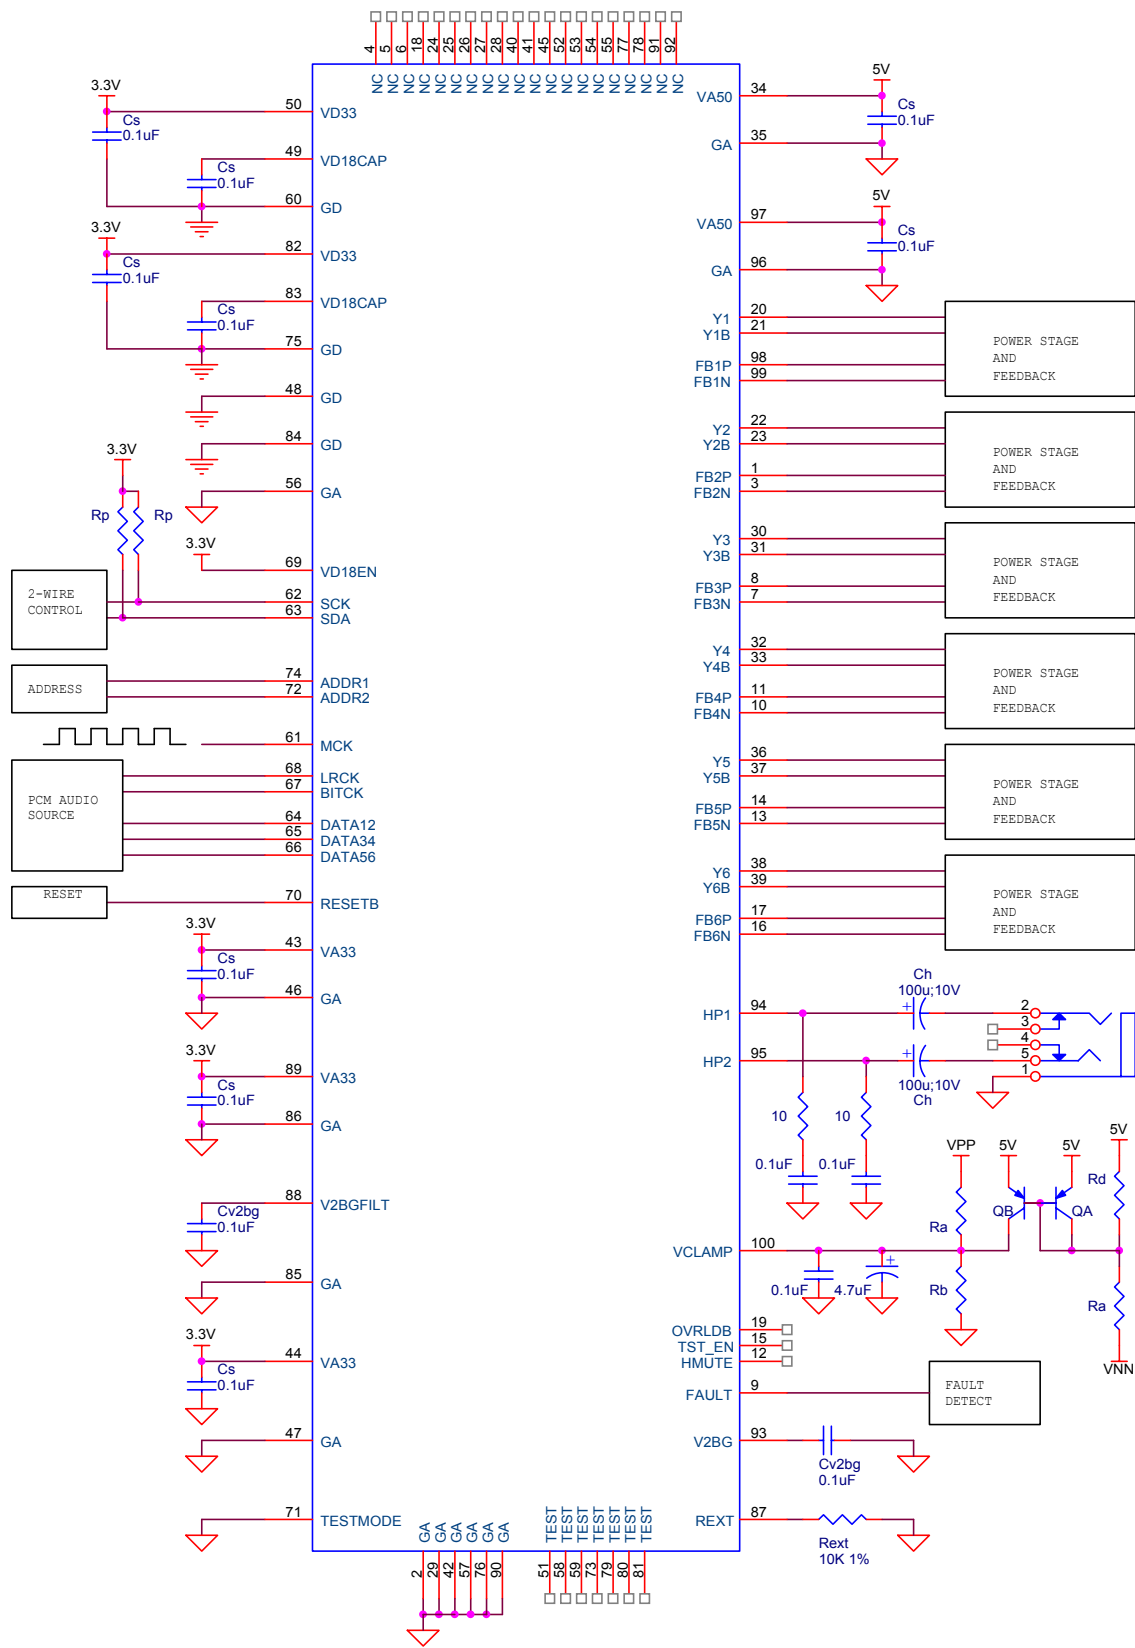 4 5 6 18 24 25 26 27 28 40 41 45 52 53 54 55 77 78 91 92
NC NC NC NC NC NC NC NC NC NC NC NC NC NC NC NC NC NC NC NC
3.3V
50 VD33
Cs
0.1uF
49 VD18CAP
Cs
0.1uF
60 GD
3.3V
82 VD33
Cs
0.1uF
83 VD18CAP
Cs
0.1uF
75 GD
48 GD
84 GD
3.3V
56 GA
Rp Rp
3.3V
69 VD18EN
2-WIRE
CONTROL
62 SCK
63 SDA
ADDRESS
74 ADDR1
72 ADDR2
61 MCK
PCM AUDIO
SOURCE
68 LRCK
67 BITCK
64 DATA12
65 DATA34
66 DATA56
RESET
70 RESETB
3.3V
43 VA33
Cs
0.1uF
46 GA
3.3V
89 VA33
Cs
0.1uF
86 GA
88 V2BGFILT
Cv2bg
0.1uF
85 GA
3.3V
44 VA33
Cs
0.1uF
47 GA
71 TESTMODE
GA GA GA GA GA GA
2 29 42 57 76 90
TEST TEST TEST TEST TEST TEST TEST
51 58 59 73 79 80 81
5V
VA50 34
Cs
0.1uF
GA 35
5V
VA50 97
Cs
0.1uF
GA 96
Y1 20
Y1B 21
FB1P 98
FB1N 99
POWER STAGE
AND
FEEDBACK
Y2 22
Y2B 23
FB2P 1
FB2N 3
POWER STAGE
AND
FEEDBACK
Y3 30
Y3B 31
FB3P 8
FB3N 7
POWER STAGE
AND
FEEDBACK
Y4 32
Y4B 33
FB4P 11
FB4N 10
POWER STAGE
AND
FEEDBACK
Y5 36
Y5B 37
FB5P 14
FB5N 13
POWER STAGE
AND
FEEDBACK
Y6 38
Y6B 39
FB6P 17
FB6N 16
POWER STAGE
AND
FEEDBACK
Ch
100u;10V
HP1 94
+
2
3
4
5
1
HP2 95
+
100u;10V
Ch
10 10
0.1uF 0.1uF
VPP 5V 5V 5V
Rd
QB QA
Ra
VCLAMP 100
+
0.1uF 4.7uF
Rb
Ra
VNN
OVRLDB 19
TST_EN 15
HMUTE 12
FAULT 9
FAULT
DETECT
V2BG 93
Cv2bg
0.1uF
REXT 87
Rext
10K 1%